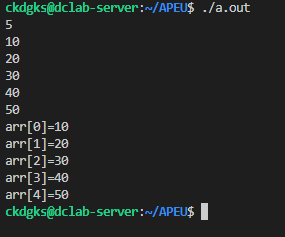 ckdgks@dclab-server:~/APEU$ ./a.out
5
10
20
30
40
50
arr[0]=10
arr[1]=20
arr[2]=30
arr[3]=40
arr[4]=50
ckdgks@dclab-server:~/APEU$